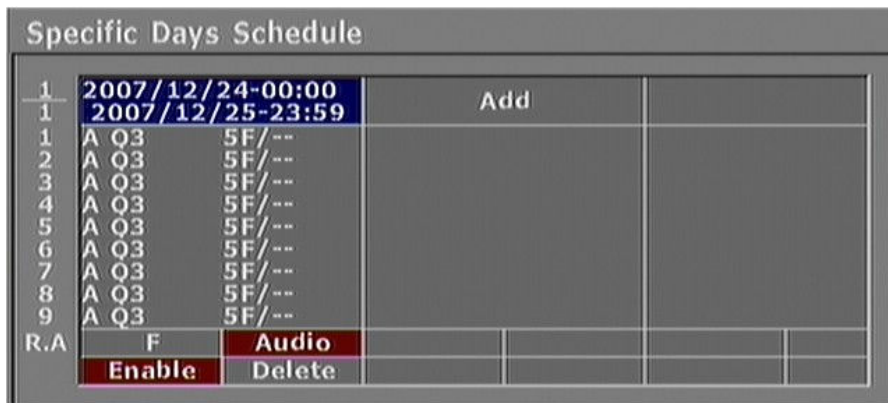 Specific Days Schedule
1 2007/12/24-00:00 Add
1 2007/12/25-23:59
1 A Q3 5F/--
2 A Q3 5F/--
3 A Q3 5F/--
4 A Q3 5F/--
5 A Q3 5F/--
6 A Q3 5F/--
7 A Q3 5F/--
8 A Q3 5F/--
9 A Q3 5F/--
R.A F Audio
Enable Delete